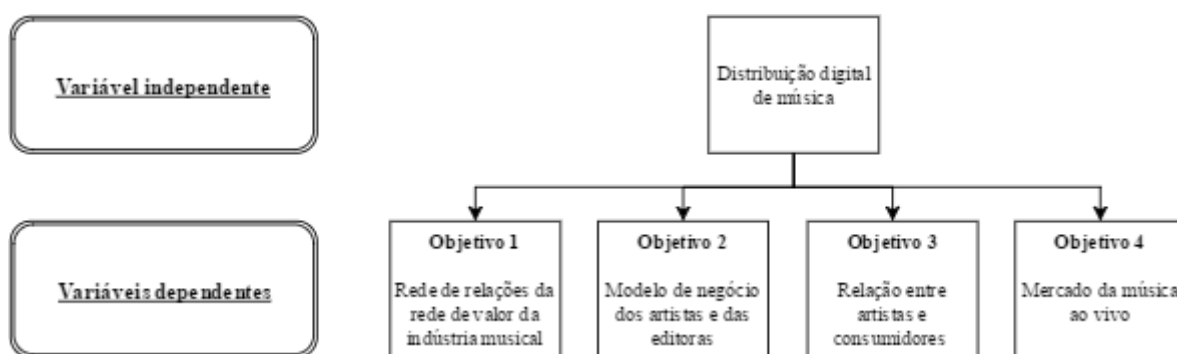 Variável independente
Distribuição digital
de música
Variáveis dependentes
Objetivo 1
Rede de relações da
rede de valor da
indústria musical
Objetivo 2
Modelo de negócio
dos artistas e das
editoras
Objetivo 3
Relação entre
artistas e
consumidores
Objetivo 4
Mercado da música
ao vivo